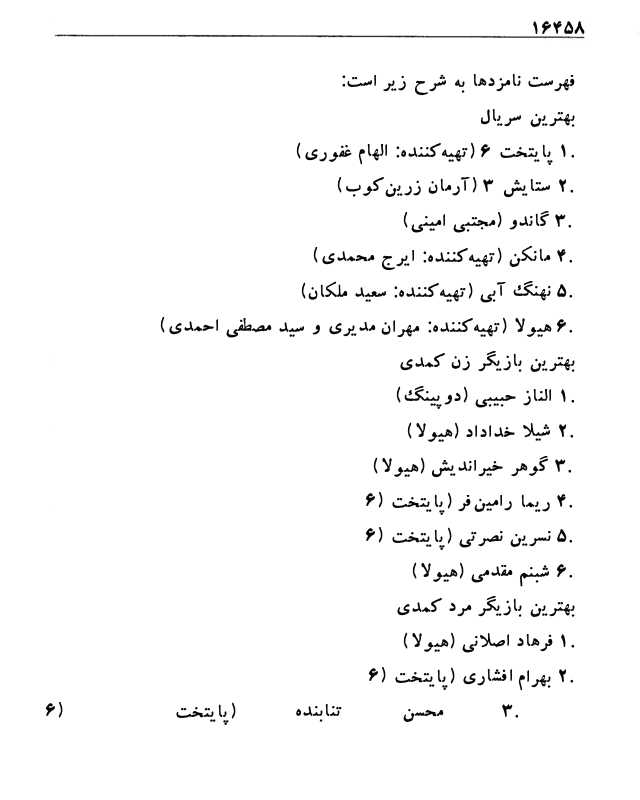 ۱۶۴۵۸
فهرست نامزدها به شرح زیر است:
بهترین سریال
.۱ پایتخت ۶ (تهیه‌کننده: الهام غفوری)
.۲ ستایش ۳ (آرمان زرین‌کوب)
.۳ گاندو (مجتبی امینی)
.۴ مانکن (تهیه‌کننده: ایرج محمدی)
.۵ نهنگ آبی (تهیه‌کننده: سعید ملکان)
.۶ هیولا (تهیه‌کننده: مهران مدیری و سید مصطفی احمدی)
بهترین بازیگر زن کمدی
.۱ الناز حبیبی (دوپینگ)
.۲ شیلا خداداد (هیولا)
.۳ گوهر خیراندیش (هیولا)
.۴ ریما رامین‌فر (پایتخت ۶)
.۵ نسرین نصرتی (پایتخت ۶)
.۶ شبنم مقدمی (هیولا)
بهترین بازیگر مرد کمدی
.۱ فرهاد اصلانی (هیولا)
.۲ بهرام افشاری (پایتخت ۶)
.۳ محسن تنابنده (پایتخت ۶)